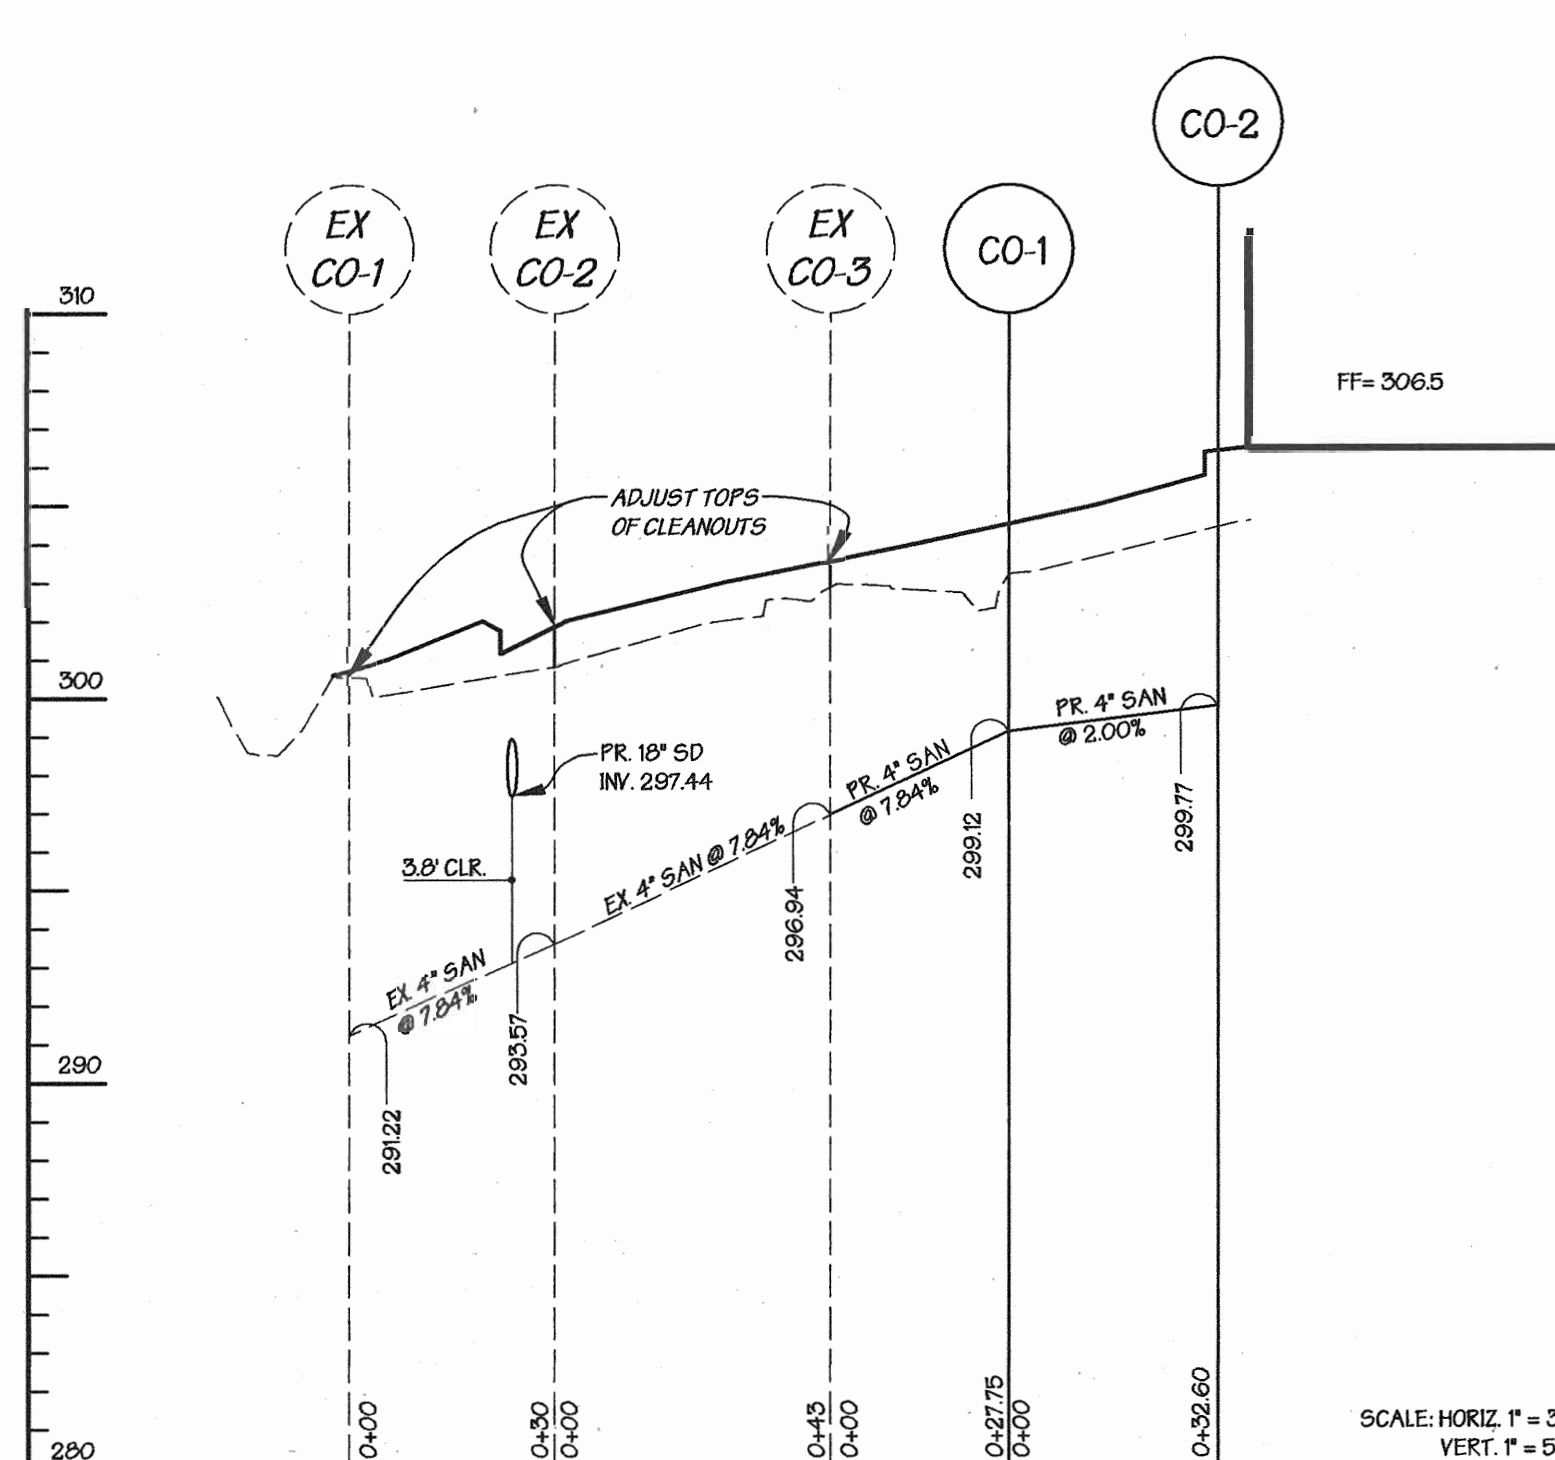 CO-2
EX
CO-1
EX
CO-2
EX
CO-3
CO-1
310
FF= 306.5
ADJUST TOPS
OF CLEANOUTS
300
PR. 4" SAN
@ 2.00%
PR. 18" SD
INV. 297.44
PR. 4" SAN
@ 7.84%
299.77
299.12
3.8' CLR.
EX. 4" SAN @ 7.84%
296.94
EX. 4" SAN
@ 7.84%
293.57
290
291.22
0+00
0+30
0+00
0+43
0+00
0+27.75
0+00
0+32.60
SCALE: HORIZ. 1" = 3
VERT. 1" = 5
280